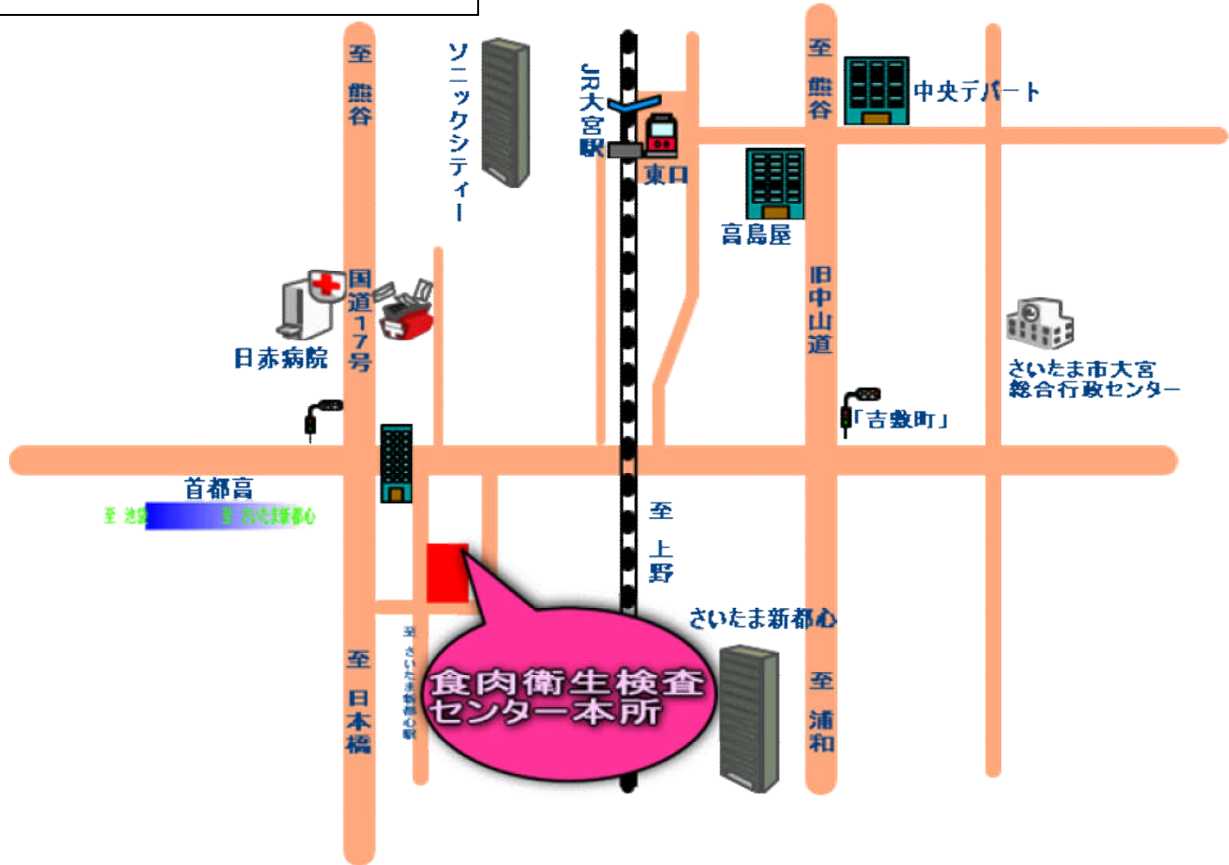 至 熊谷
ソニックシティー
JR大宮駅
東口
至 熊谷
中央デパート
高島屋
国道17号
日赤病院
旧中山道
さいたま市大宮
総合行政センター
「吉敷町」
首都高
至 池袋
至 さいたま新都心
至 上野
さいたま新都心
至 さいたま新都心駅
食肉衛生検査
センター本所
至 日本橋
至 浦和